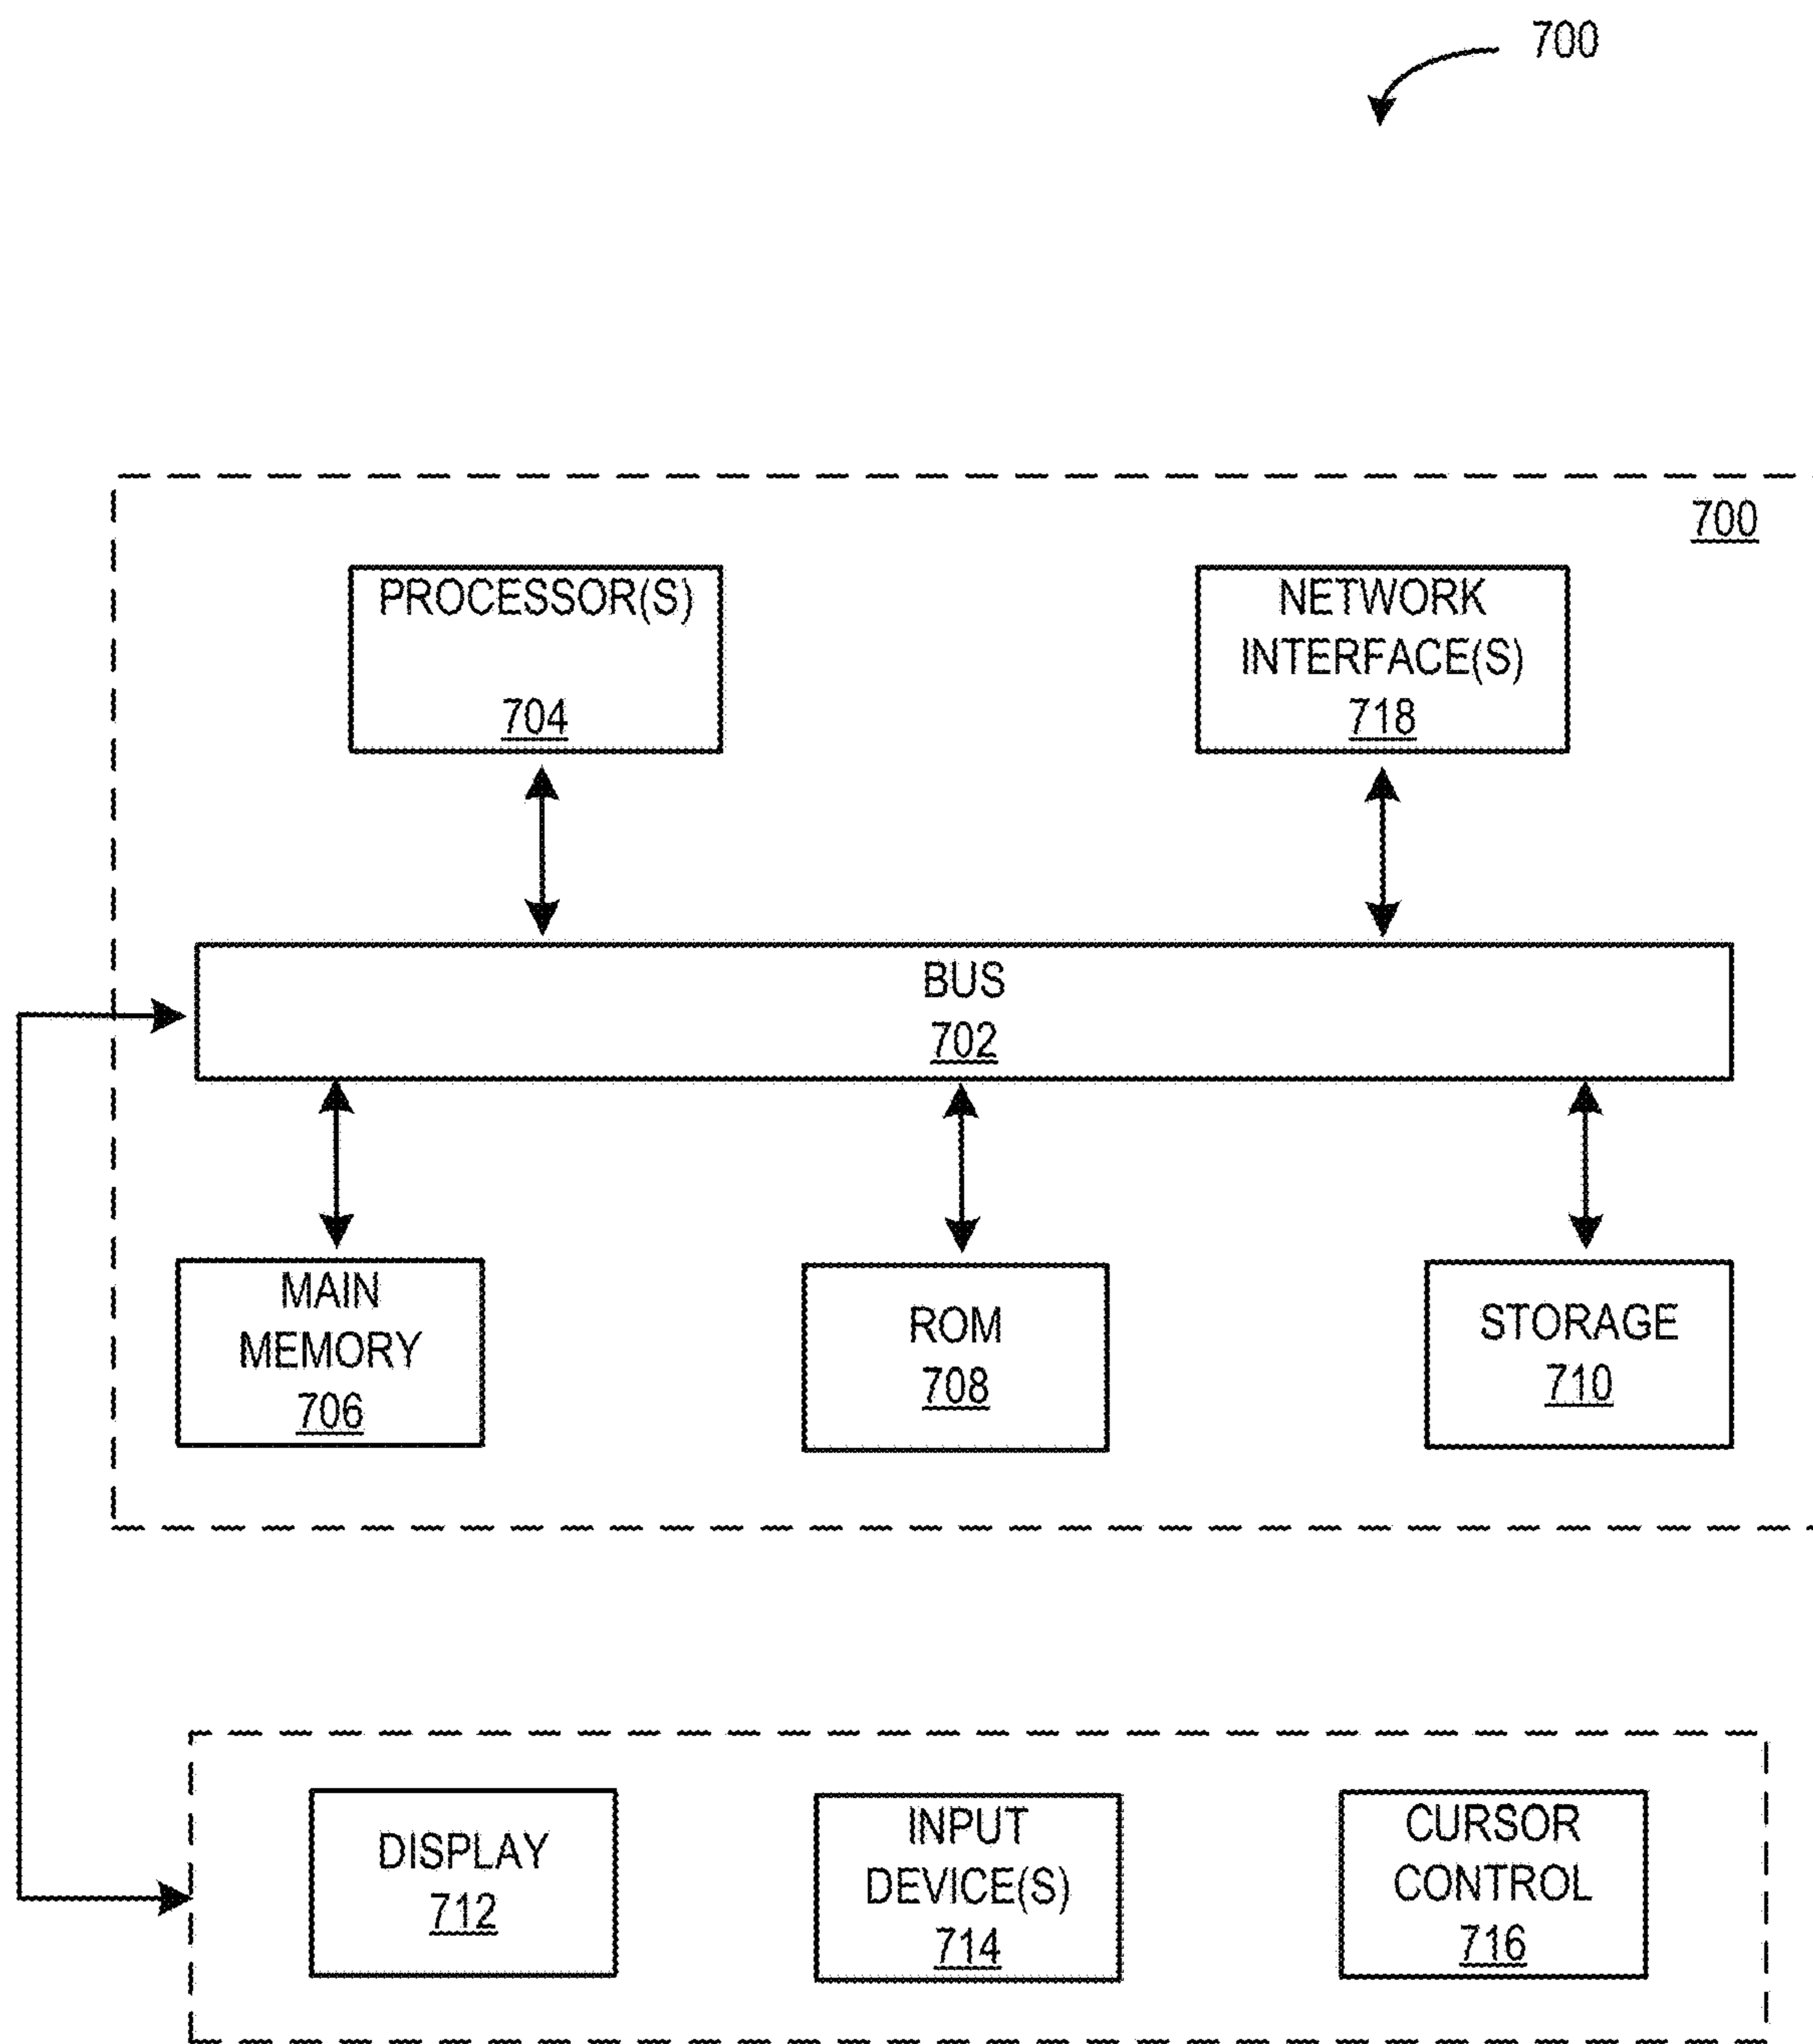 700
700
PROCESSOR(S)
704
NETWORK
INTERFACE(S)
718
BUS
702
MAIN
MEMORY
706
ROM
708
STORAGE
710
DISPLAY
712
INPUT
DEVICE(S)
714
CURSOR
CONTROL
716